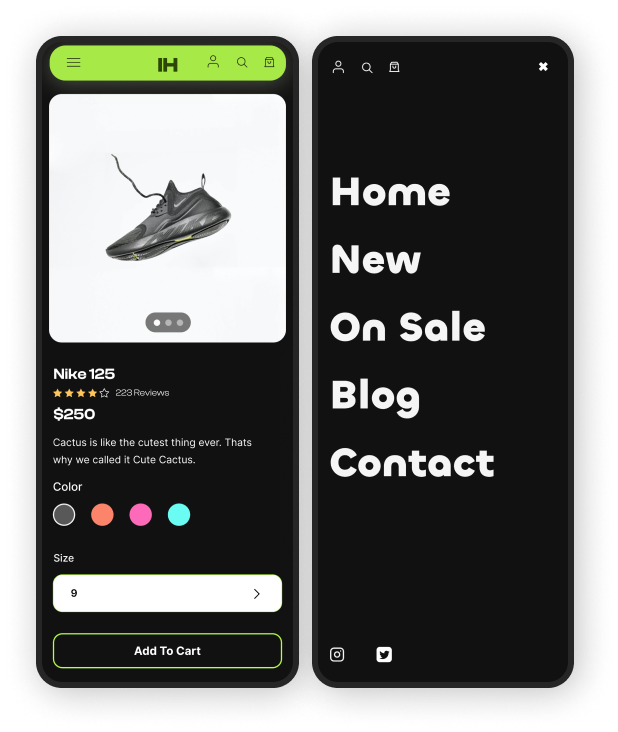 IH
Nike 125
223 Reviews
$250
Cactus is like the cutest thing ever. Thats
why we called it Cute Cactus.
Color
Size
9
Add To Cart
Home
New
On Sale
Blog
Contact